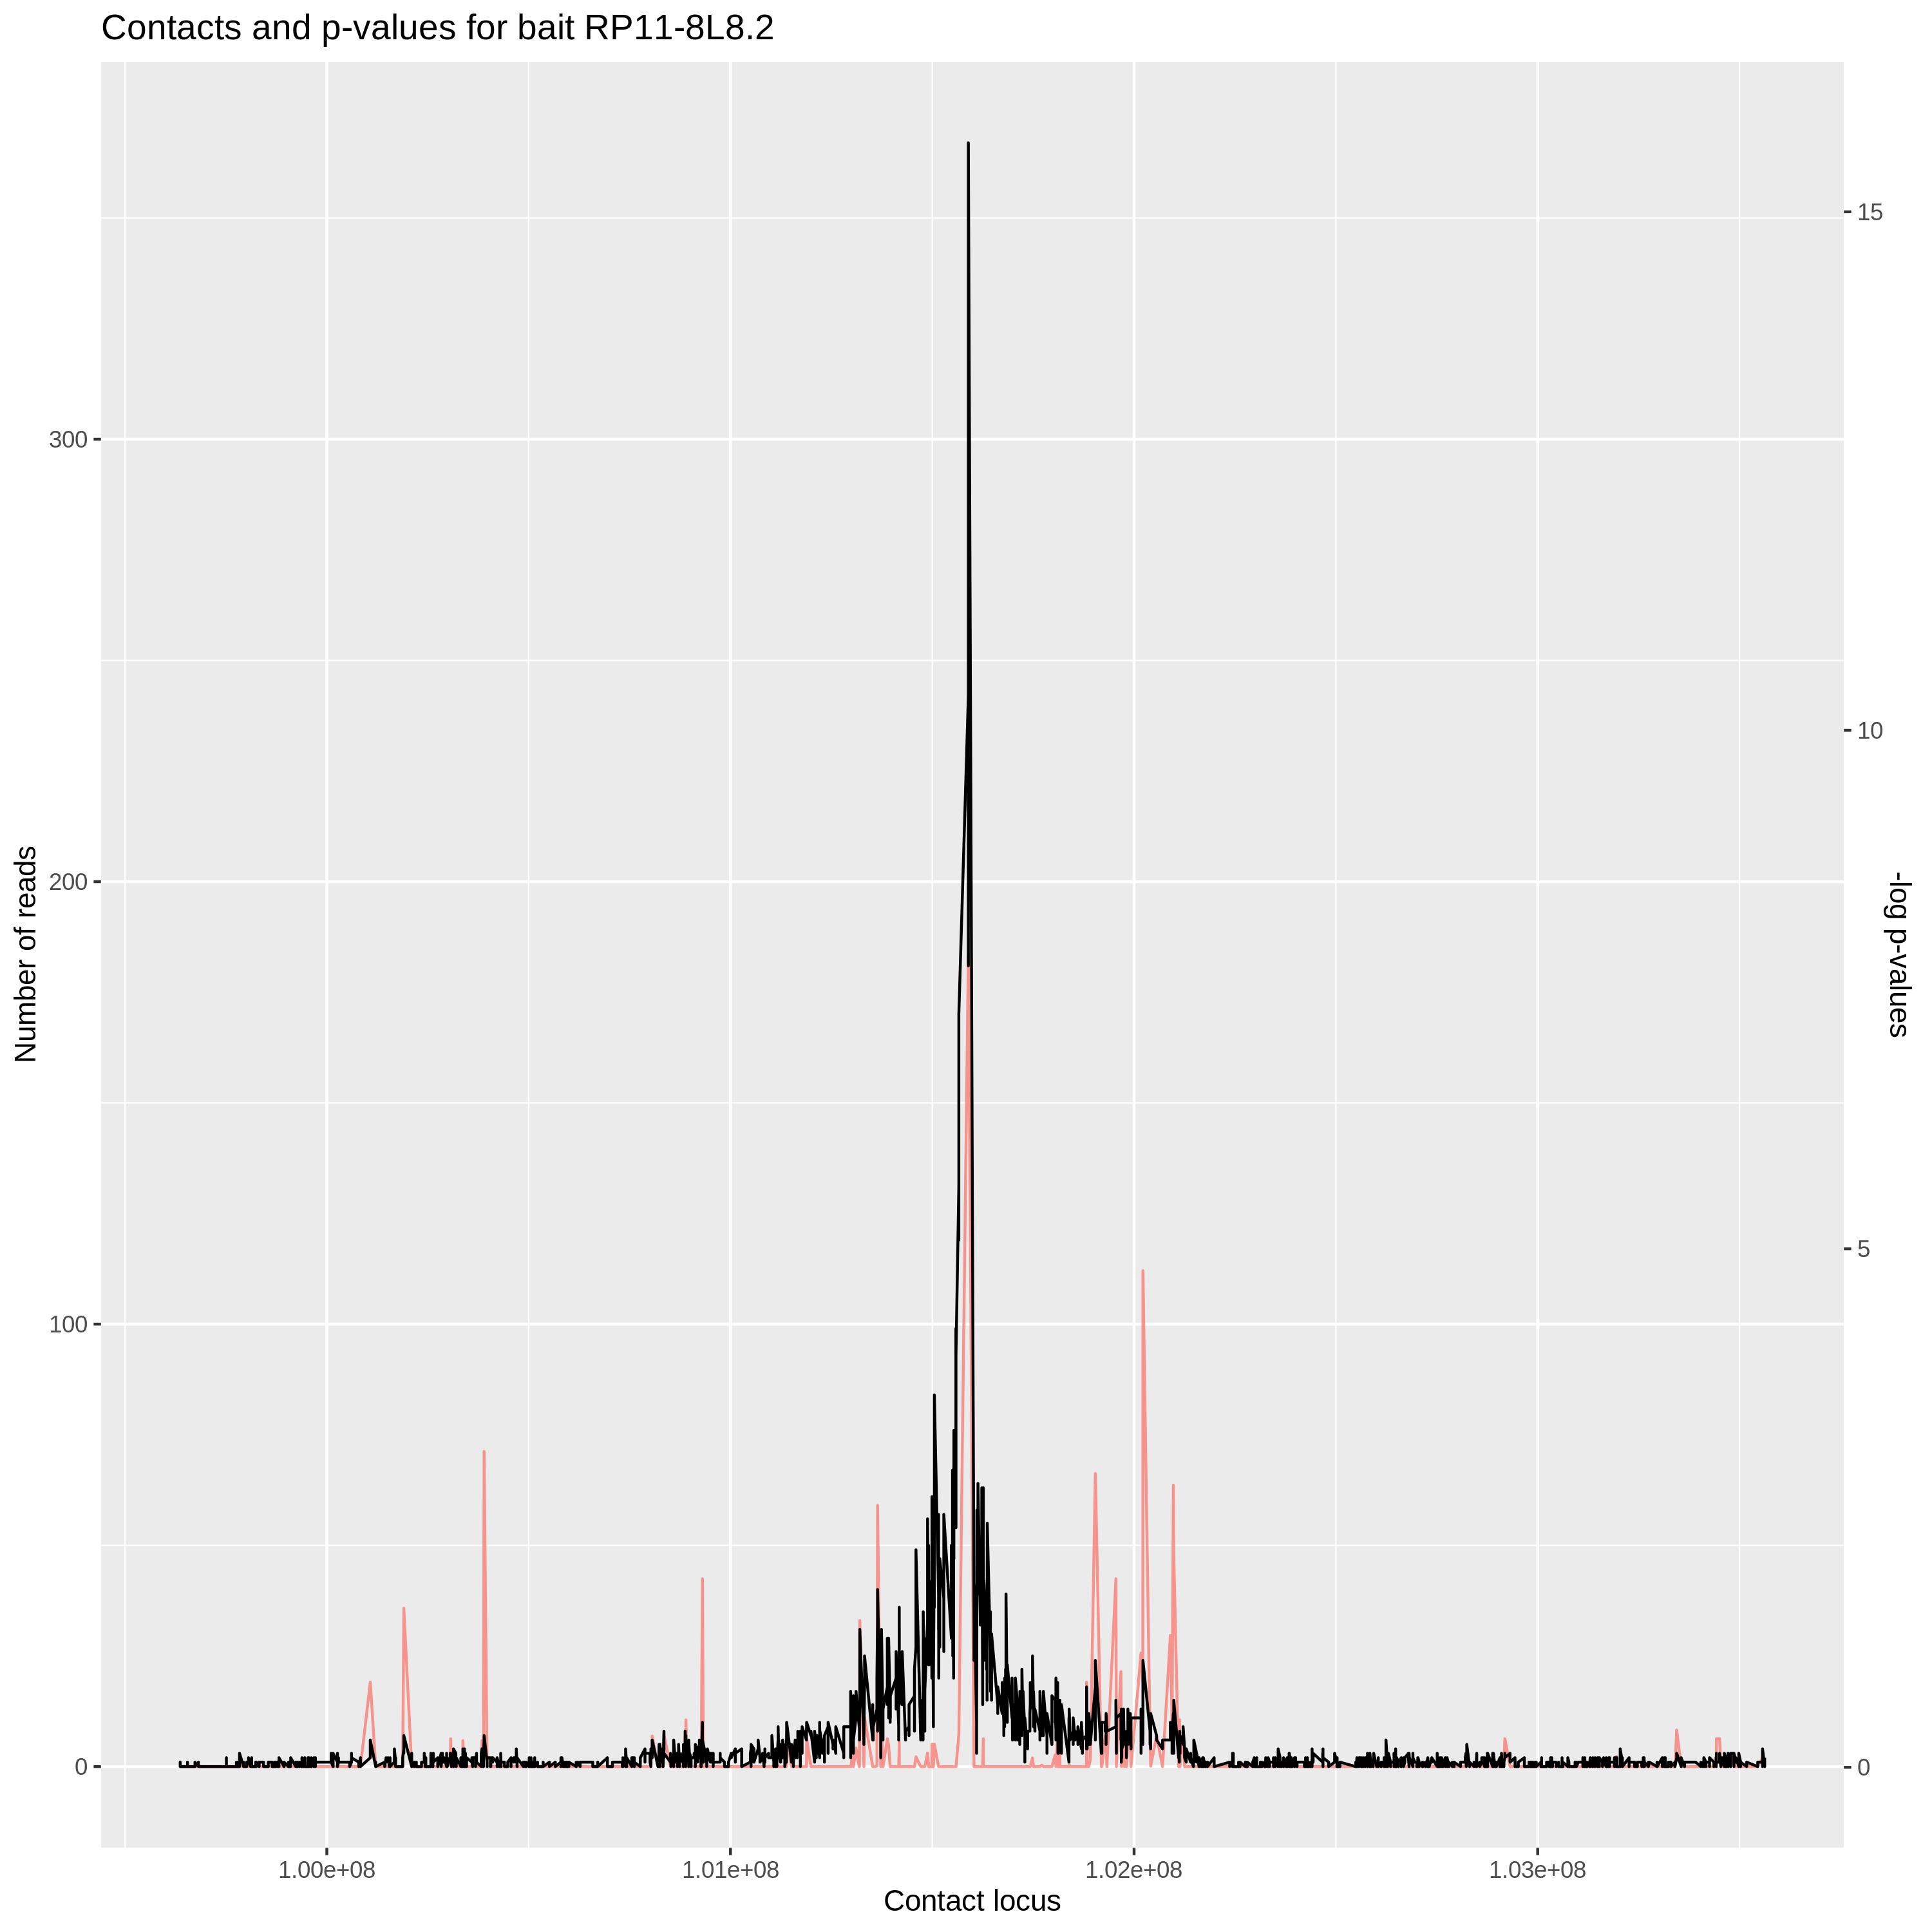 Contacts and p-values for bait RP11-8L8.2
Number of reads
300
200
100
0
15
10
5
0
-log p-values
1.00e+08
1.01e+08
1.02e+08
1.03e+08
Contact locus